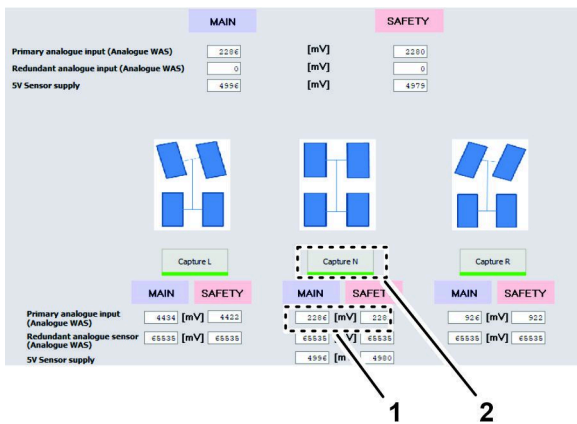 MAIN SAFETY
Primary analogue input (Analogue WAS) 2286 [mV] 2280
Redundant analogue input (Analogue WAS) 0 [mV] 0
5V Sensor supply 4996 [mV] 4979
Capture L Capture N Capture R
MAIN SAFETY MAIN SAFET MAIN SAFETY
Primary analogue input
(Analogue WAS) 4434 [mV] 4422 2286 [mV] 228 926 [mV] 922
Redundant analogue sensor
(Analogue WAS) 65535 [mV] 65535 65535 V] 65535 65535 [mV] 65535
5V Sensor supply 4996 [m 4980
1 2